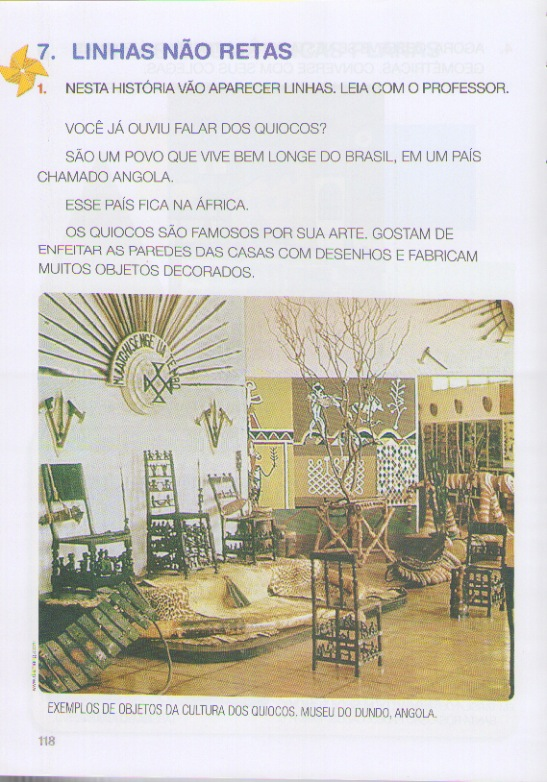 7. LINHAS NÃO RETAS
1. NESTA HISTÓRIA VÃO APARECER LINHAS. LEIA COM O PROFESSOR.
VOCÊ JÁ OUVIU FALAR DOS QUIOCOS?
SÃO UM POVO QUE VIVE BEM LONGE DO BRASIL, EM UM PAÍS
CHAMADO ANGOLA.
ESSE PAÍS FICA NA ÁFRICA.
OS QUIOCOS SÃO FAMOSOS POR SUA ARTE. GOSTAM DE
ENFEITAR AS PAREDES DAS CASAS COM DESENHOS E FABRICAM
MUITOS OBJETOS DECORADOS.
EXEMPLOS DE OBJETOS DA CULTURA DOS QUIOCOS. MUSEU DO DUNDO, ANGOLA.
118